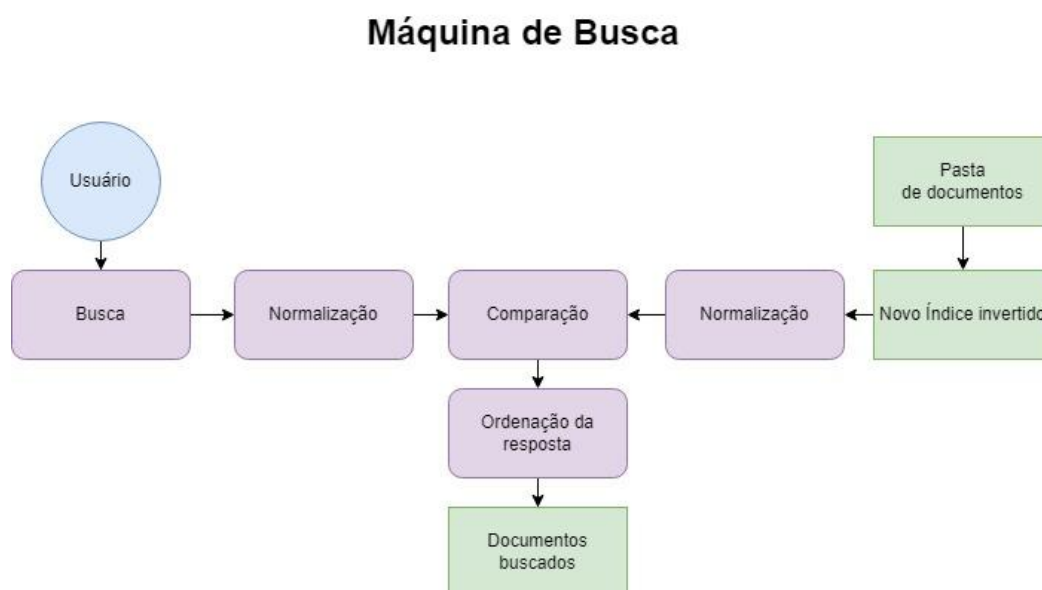 Máquina de Busca
Usuário
Pasta
de documentos
Busca
Normalização
Comparação
Normalização
Novo Índice invertido
Ordenação da
resposta
Documentos
buscados